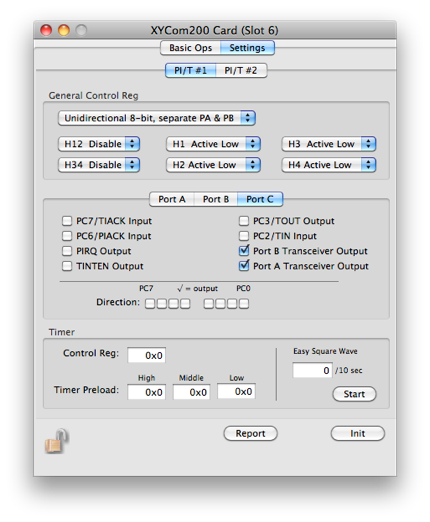 XYCom200 Card (Slot 6)
Basic Ops Settings
PI/T #1 PI/T #2
General Control Reg
Unidirectional 8-bit, separate PA & PB
H12 Disable H1 Active Low H3 Active Low
H34 Disable H2 Active Low H4 Active Low
Port A Port B Port C
PC7/TIACK Input PC3/TOUT Output
PC6/PIACK Input PC2/TIN Input
PIRQ Output Port B Transceiver Output
TINTEN Output Port A Transceiver Output
PC7 √ = output PC0
Direction:
Timer
Control Reg: 0x0 Easy Square Wave
0 /10 sec
High Middle Low
Timer Preload: 0x0 0x0 0x0 Start
Report Init